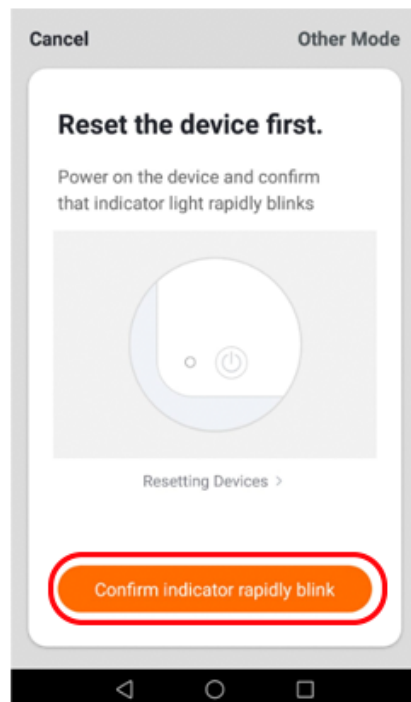 Cancel Other Mode
Reset the device first.
Power on the device and confirm
that indicator light rapidly blinks
Resetting Devices >
Confirm indicator rapidly blink